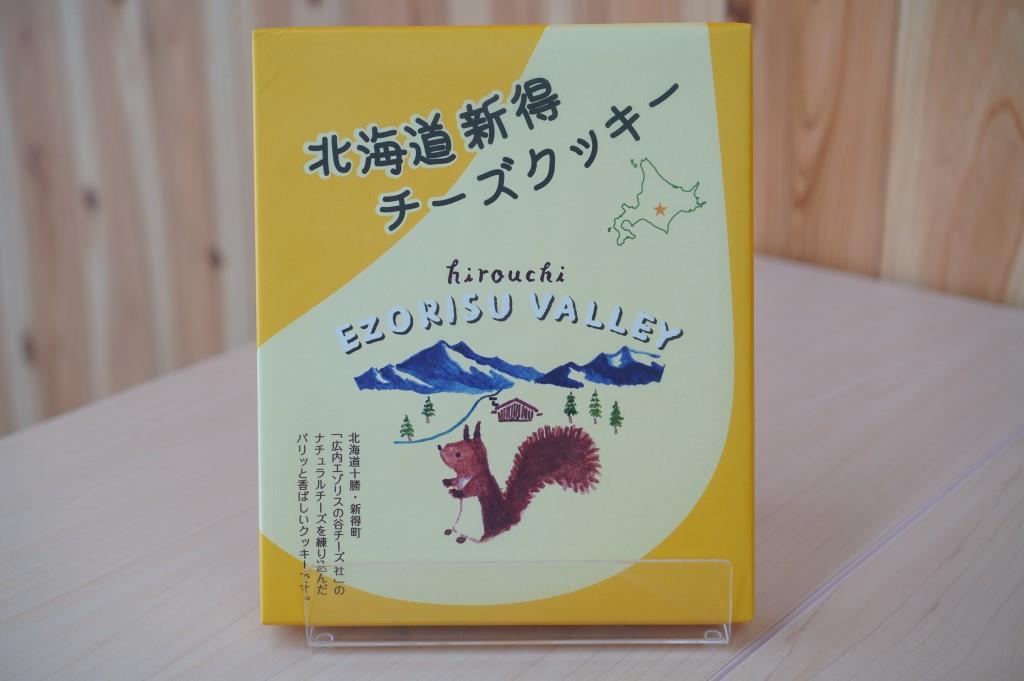 北海道新得
チーズクッキー
hirouchi
EZORISU VALLEY
北海道十勝・新得町
「広内エゾリスの谷チーズ社」の
ナチュラルチーズを練り込んだ
パリッと香ばしいクッキーです。